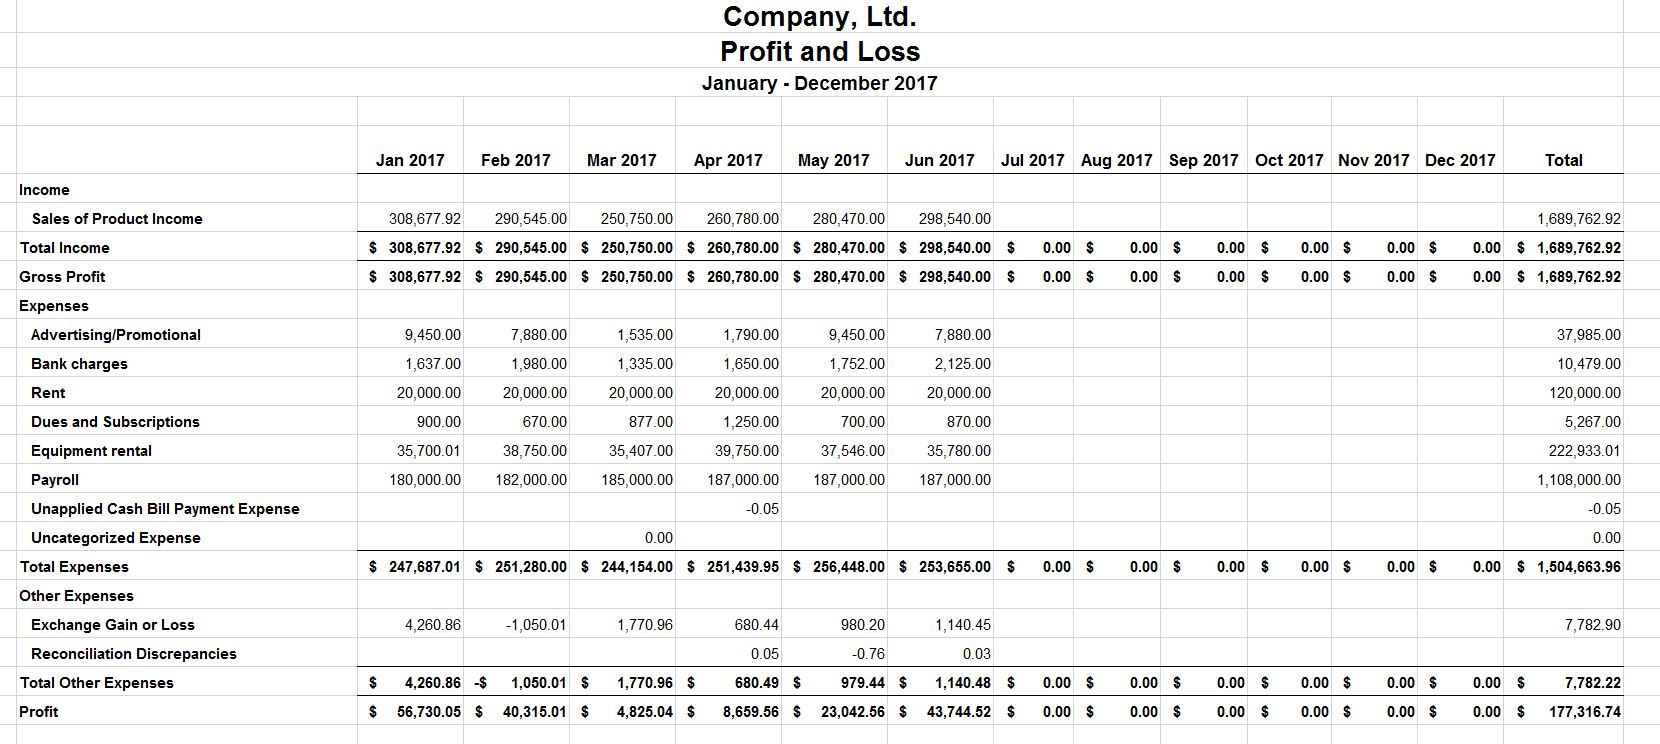 Company, Ltd.
Profit and Loss
January - December 2017
Jan 2017 Feb 2017 Mar 2017 Apr 2017 May 2017 Jun 2017 Jul 2017 Aug 2017 Sep 2017 Oct 2017 Nov 2017 Dec 2017 Total
Income
Sales of Product Income 308,677.92 290,545.00 250,750.00 260,780.00 280,470.00 298,540.00 1,689,762.92
Total Income $ 308,677.92 $ 290,545.00 $ 250,750.00 $ 260,780.00 $ 280,470.00 $ 298,540.00 $ 0.00 $ 0.00 $ 0.00 $ 0.00 $ 0.00 $ 0.00 $ 1,689,762.92
Gross Profit $ 308,677.92 $ 290,545.00 $ 250,750.00 $ 260,780.00 $ 280,470.00 $ 298,540.00 $ 0.00 $ 0.00 $ 0.00 $ 0.00 $ 0.00 $ 0.00 $ 1,689,762.92
Expenses
Advertising/Promotional 9,450.00 7,880.00 1,535.00 1,790.00 9,450.00 7,880.00 37,985.00
Bank charges 1,637.00 1,980.00 1,335.00 1,650.00 1,752.00 2,125.00 10,479.00
Rent 20,000.00 20,000.00 20,000.00 20,000.00 20,000.00 20,000.00 120,000.00
Dues and Subscriptions 900.00 670.00 877.00 1,250.00 700.00 870.00 5,267.00
Equipment rental 35,700.01 38,750.00 35,407.00 39,750.00 37,546.00 35,780.00 222,933.01
Payroll 180,000.00 182,000.00 185,000.00 187,000.00 187,000.00 187,000.00 1,108,000.00
Unapplied Cash Bill Payment Expense -0.05 -0.05
Uncategorized Expense 0.00 0.00
Total Expenses $ 247,687.01 $ 251,280.00 $ 244,154.00 $ 251,439.95 $ 256,448.00 $ 253,655.00 $ 0.00 $ 0.00 $ 0.00 $ 0.00 $ 0.00 $ 0.00 $ 1,504,663.96
Other Expenses
Exchange Gain or Loss 4,260.86 -1,050.01 1,770.96 680.44 980.20 1,140.45 7,782.90
Reconciliation Discrepancies 0.05 -0.76 0.03
Total Other Expenses $ 4,260.86 -$ 1,050.01 $ 1,770.96 $ 680.49 $ 979.44 $ 1,140.48 $ 0.00 $ 0.00 $ 0.00 $ 0.00 $ 0.00 $ 0.00 $ 7,782.22
Profit $ 56,730.05 $ 40,315.01 $ 4,825.04 $ 8,659.56 $ 23,042.56 $ 43,744.52 $ 0.00 $ 0.00 $ 0.00 $ 0.00 $ 0.00 $ 0.00 $ 177,316.74